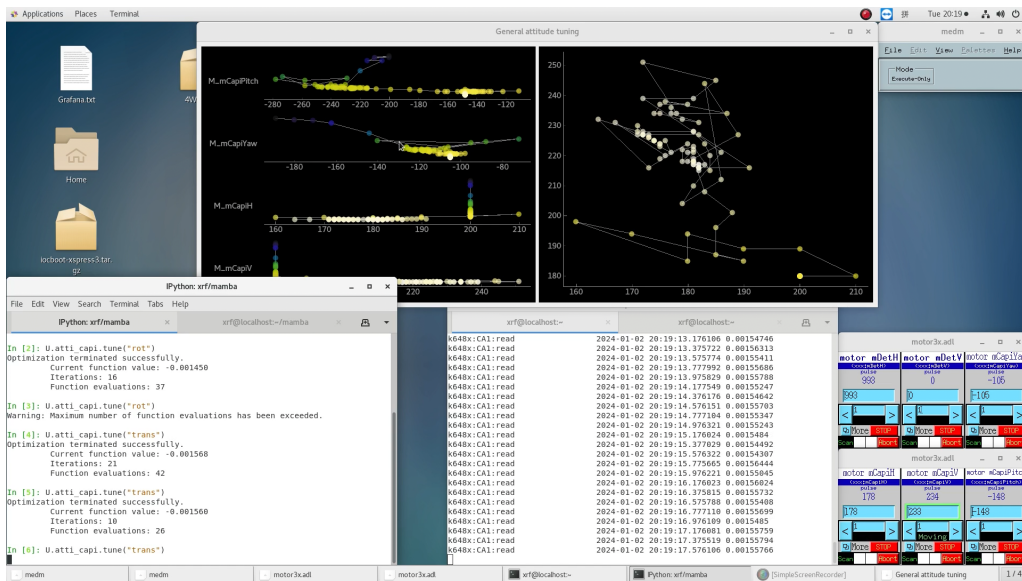 Applications Places Terminal
Tue 20:19
Grafana.txt
4W
Home
iocboot-xspress3.tar.
gz
General attitude tuning
M_mCapiPitch
-280 -260 -240 -220 -200 -180 -160 -140 -120
M_mCapiYaw
-180 -160 -140 -120 -100 -80
M_mCapiH
160 170 180 190 200 210
M_mCapiV
220 240
250
240
230
220
210
200
190
180
160 170 180 190 200 210
medm
File Edit View Palettes Help
Mode
Execute-Only
IPython: xrf/mamba
File Edit View Search Terminal Tabs Help
IPython: xrf/mamba xrf@localhost:~/mamba
In [2]: U.atti_capi.tune("rot")
Optimization terminated successfully.
Current function value: -0.001450
Iterations: 16
Function evaluations: 37
In [3]: U.atti_capi.tune("rot")
Warning: Maximum number of function evaluations has been exceeded.
In [4]: U.atti_capi.tune("trans")
Optimization terminated successfully.
Current function value: -0.001568
Iterations: 21
Function evaluations: 42
In [5]: U.atti_capi.tune("trans")
Optimization terminated successfully.
Current function value: -0.001560
Iterations: 10
Function evaluations: 26
In [6]: U.atti_capi.tune("trans")
xrf@localhost:~ xrf@localhost:~
k648x:CA1:read 2024-01-02 20:19:13.176106 0.00154746
k648x:CA1:read 2024-01-02 20:19:13.375722 0.00156313
k648x:CA1:read 2024-01-02 20:19:13.575774 0.00155411
k648x:CA1:read 2024-01-02 20:19:13.777992 0.00155686
k648x:CA1:read 2024-01-02 20:19:13.975829 0.00155788
k648x:CA1:read 2024-01-02 20:19:14.177549 0.00155247
k648x:CA1:read 2024-01-02 20:19:14.376176 0.00154642
k648x:CA1:read 2024-01-02 20:19:14.576151 0.00155703
k648x:CA1:read 2024-01-02 20:19:14.777104 0.00155347
k648x:CA1:read 2024-01-02 20:19:14.976321 0.00155243
k648x:CA1:read 2024-01-02 20:19:15.176024 0.0015484
k648x:CA1:read 2024-01-02 20:19:15.377029 0.00154492
k648x:CA1:read 2024-01-02 20:19:15.576322 0.00154307
k648x:CA1:read 2024-01-02 20:19:15.775665 0.00156444
k648x:CA1:read 2024-01-02 20:19:15.976221 0.00155045
k648x:CA1:read 2024-01-02 20:19:16.176023 0.00156024
k648x:CA1:read 2024-01-02 20:19:16.375815 0.00155732
k648x:CA1:read 2024-01-02 20:19:16.575788 0.00155408
k648x:CA1:read 2024-01-02 20:19:16.777110 0.00155699
k648x:CA1:read 2024-01-02 20:19:16.976109 0.0015485
k648x:CA1:read 2024-01-02 20:19:17.176081 0.00155759
k648x:CA1:read 2024-01-02 20:19:17.375519 0.00155794
k648x:CA1:read 2024-01-02 20:19:17.576106 0.00155766
motor3x.adl
motor mDetH motor mDetV motor mCapiYa
(xxx:mDetH) (xxx:mDetV) (xxx:mCapiYaw)
pulse pulse pulse
993 0 -105
993 0 -105
< 1 > < 1 > < 1 >
More STOP More STOP More STOP
Scan Abort Scan Abort Scan Abort
motor3x.adl
motor mCapiH motor mCapiV motor mCapiPitc
(xxx:mCapiH) (xxx:mCapiV) (xxx:mCapiPitch)
pulse pulse pulse
178 234 -148
178 233 -148
< 1 > < 1 > < 1 >
Moving
More STOP More STOP More STOP
Scan Abort Scan Abort Scan Abort
medm medm motor3x.adl motor3x.adl xrf@localhost:~ IPython: xrf/mamba [SimpleScreenRecorder] General attitude tuning 1 / 4